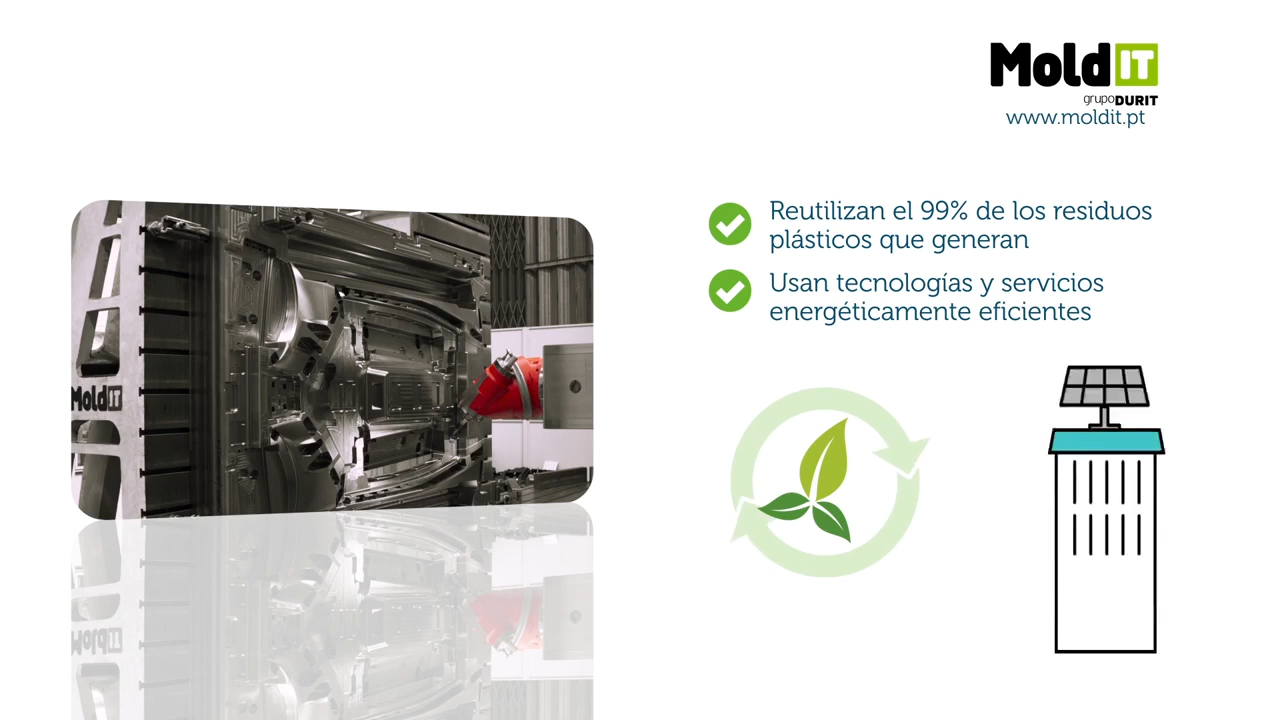 MoldIT
grupoDURIT
www.moldit.pt
Reutilizan el 99% de los residuos
plásticos que generan
Usan tecnologías y servicios
energéticamente eficientes
MoldIT